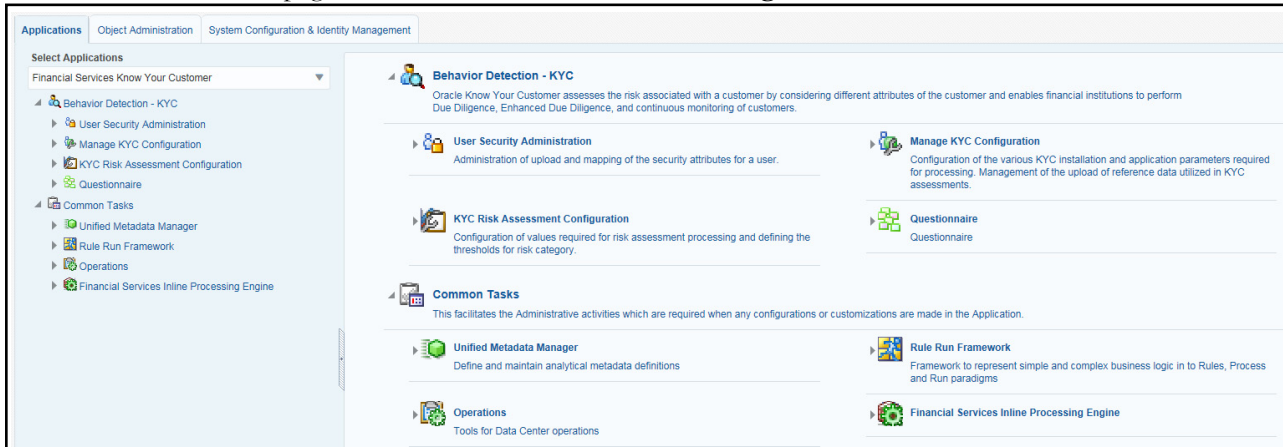 Applications
Object Administration
System Configuration & Identity Management
Select Applications
Financial Services Know Your Customer
Behavior Detection - KYC
User Security Administration
Manage KYC Configuration
KYC Risk Assessment Configuration
Questionnaire
Common Tasks
Unified Metadata Manager
Rule Run Framework
Operations
Financial Services Inline Processing Engine
Behavior Detection - KYC
Oracle Know Your Customer assesses the risk associated with a customer by considering different attributes of the customer and enables financial institutions to perform
Due Diligence, Enhanced Due Diligence, and continuous monitoring of customers.
User Security Administration
Administration of upload and mapping of the security attributes for a user.
Manage KYC Configuration
Configuration of the various KYC installation and application parameters required
for processing. Management of the upload of reference data utilized in KYC
assessments.
KYC Risk Assessment Configuration
Configuration of values required for risk assessment processing and defining the
thresholds for risk category.
Questionnaire
Questionnaire
Common Tasks
This facilitates the Administrative activities which are required when any configurations or customizations are made in the Application.
Unified Metadata Manager
Define and maintain analytical metadata definitions
Rule Run Framework
Framework to represent simple and complex business logic in to Rules, Process
and Run paradigms
Operations
Tools for Data Center operations
Financial Services Inline Processing Engine